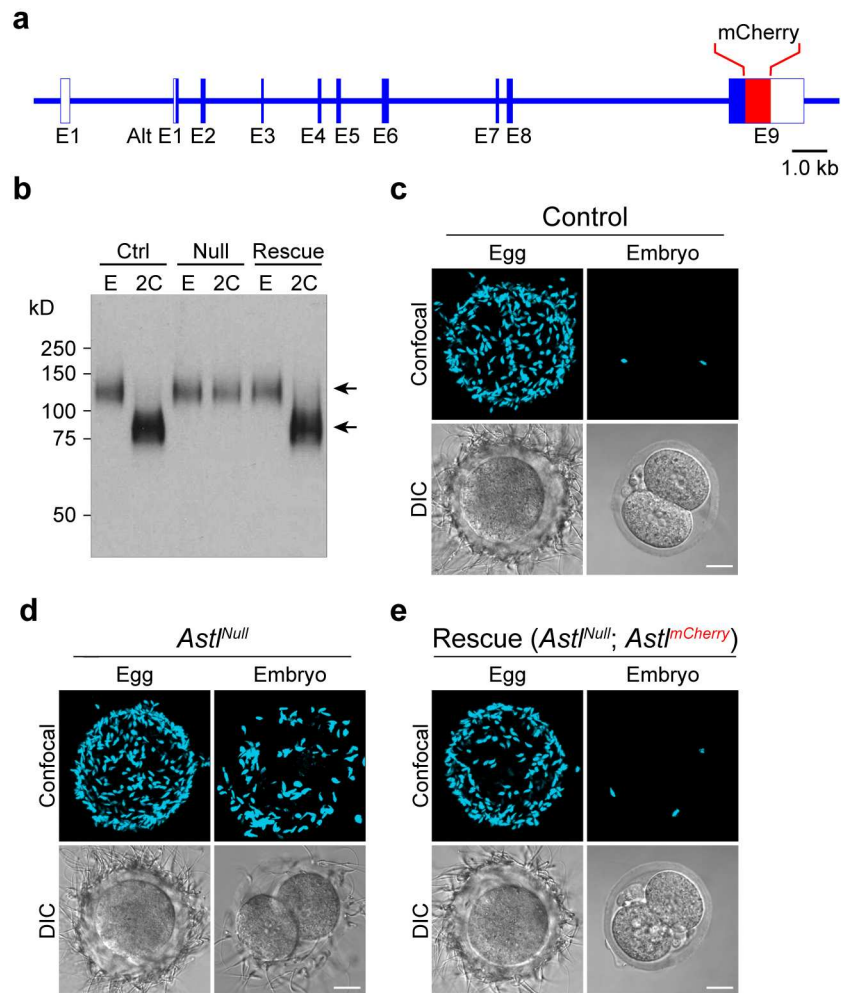 a
mCherry
E1 Alt E1 E2 E3 E4 E5 E6 E7 E8 E9
1.0 kb
b
Ctrl Null Rescue
E 2C E 2C E 2C
kD
250
150
100
75
50
c
Control
Egg Embryo
Confocal
DIC
d
Astl^Null
Egg Embryo
Confocal
DIC
e
Rescue (Astl^Null; Astl^mCherry)
Egg Embryo
Confocal
DIC